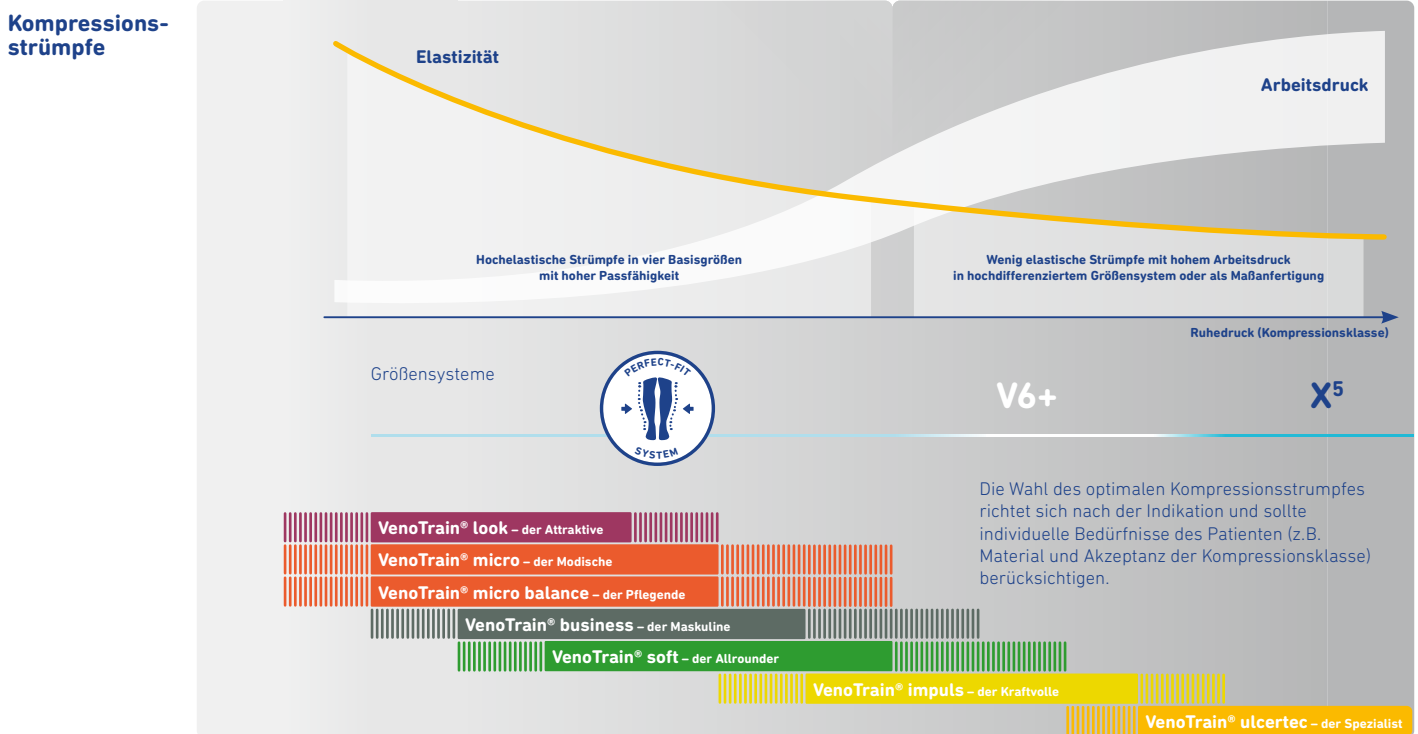 Kompressions-
strümpfe
Elastizität
Arbeitsdruck
Hochelastische Strümpfe in vier Basisgrößen
mit hoher Passfähigkeit
Wenig elastische Strümpfe mit hohem Arbeitsdruck
in hochdifferenziertem Größensystem oder als Maßanfertigung
Ruhedruck (Kompressionsklasse)
Größensysteme
PERFECT-FIT
SYSTEM
V6+
X⁵
Die Wahl des optimalen Kompressionsstrumpfes
richtet sich nach der Indikation und sollte
individuelle Bedürfnisse des Patienten (z.B.
Material und Akzeptanz der Kompressionsklasse)
berücksichtigen.
VenoTrain® look – der Attraktive
VenoTrain® micro – der Modische
VenoTrain® micro balance – der Pflegende
VenoTrain® business – der Maskuline
VenoTrain® soft – der Allrounder
VenoTrain® impuls – der Kraftvolle
VenoTrain® ulcertec – der Spezialist